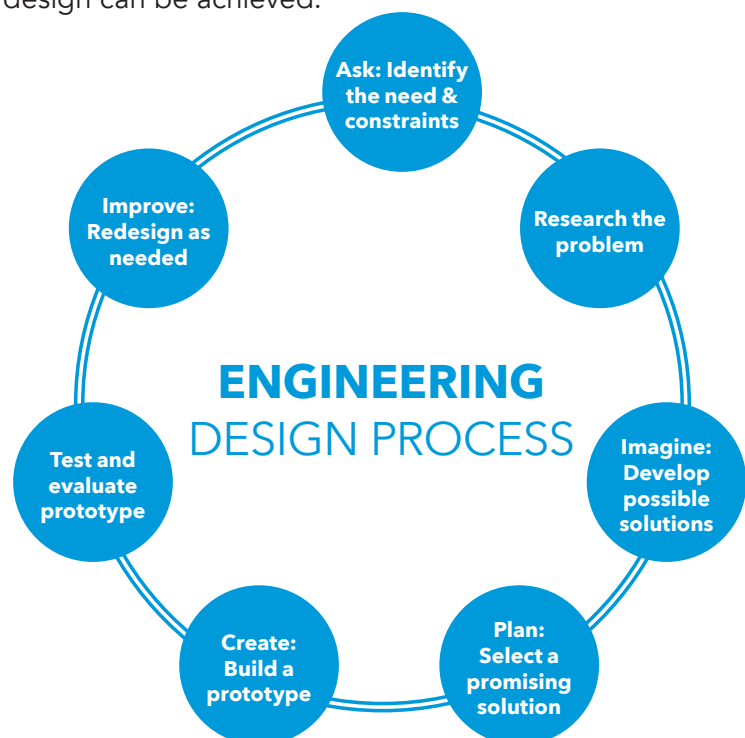 design can be achieved.
Ask: Identify
the need &
constraints
Research the
problem
Imagine:
Develop
possible
solutions
Plan:
Select a
promising
solution
Create:
Build a
prototype
Test and
evaluate
prototype
Improve:
Redesign as
needed
ENGINEERING
DESIGN PROCESS